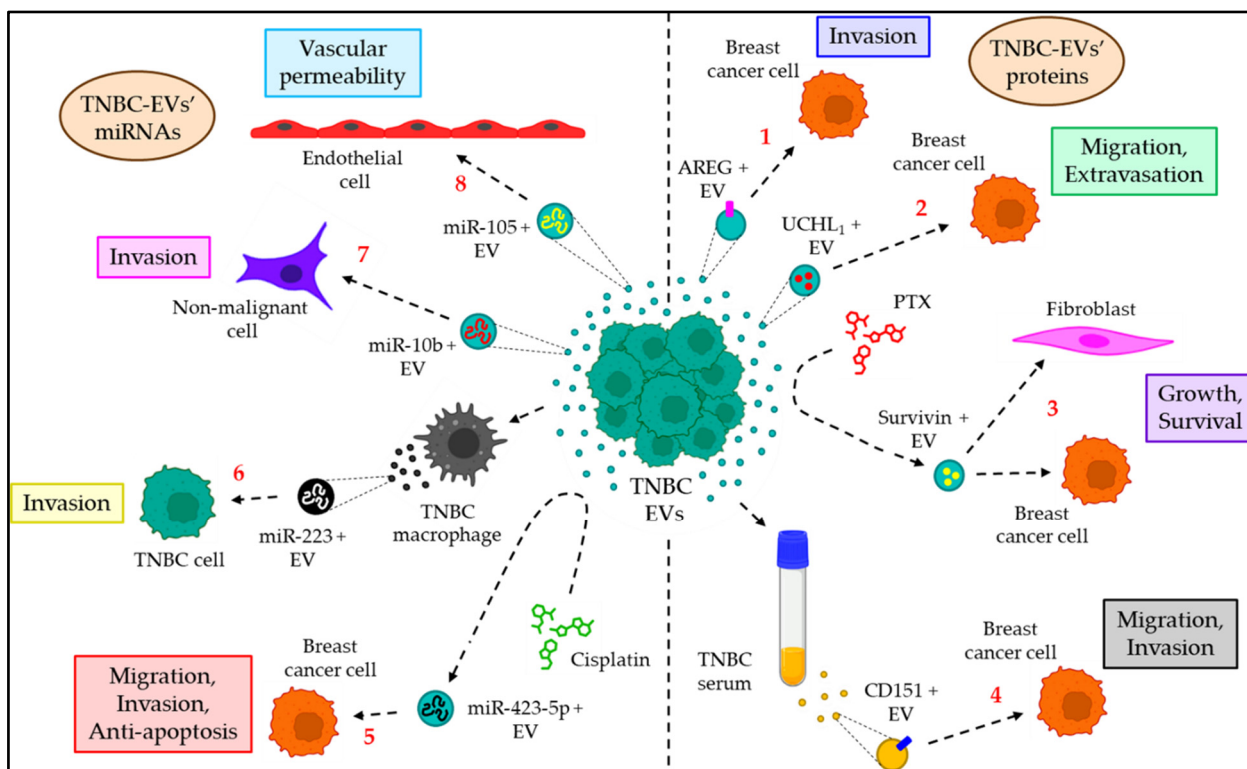 TNBC-EVs'
miRNAs
Vascular
permeability
Endothelial
cell
8
miR-105 +
EV
Invasion
7
Non-malignant
cell
miR-10b +
EV
Invasion
6
TNBC cell
miR-223 +
EV
TNBC
macrophage
Migration,
Invasion,
Anti-apoptosis
Breast
cancer cell
5
miR-423-5p +
EV
Cisplatin
TNBC
EVs
Breast
cancer cell
Invasion
TNBC-EVs'
proteins
1
AREG +
EV
Breast
cancer cell
Migration,
Extravasation
2
UCHL₁ +
EV
PTX
Fibroblast
3
Growth,
Survival
Survivin +
EV
Breast
cancer cell
TNBC
serum
CD151 +
EV
4
Breast
cancer cell
Migration,
Invasion